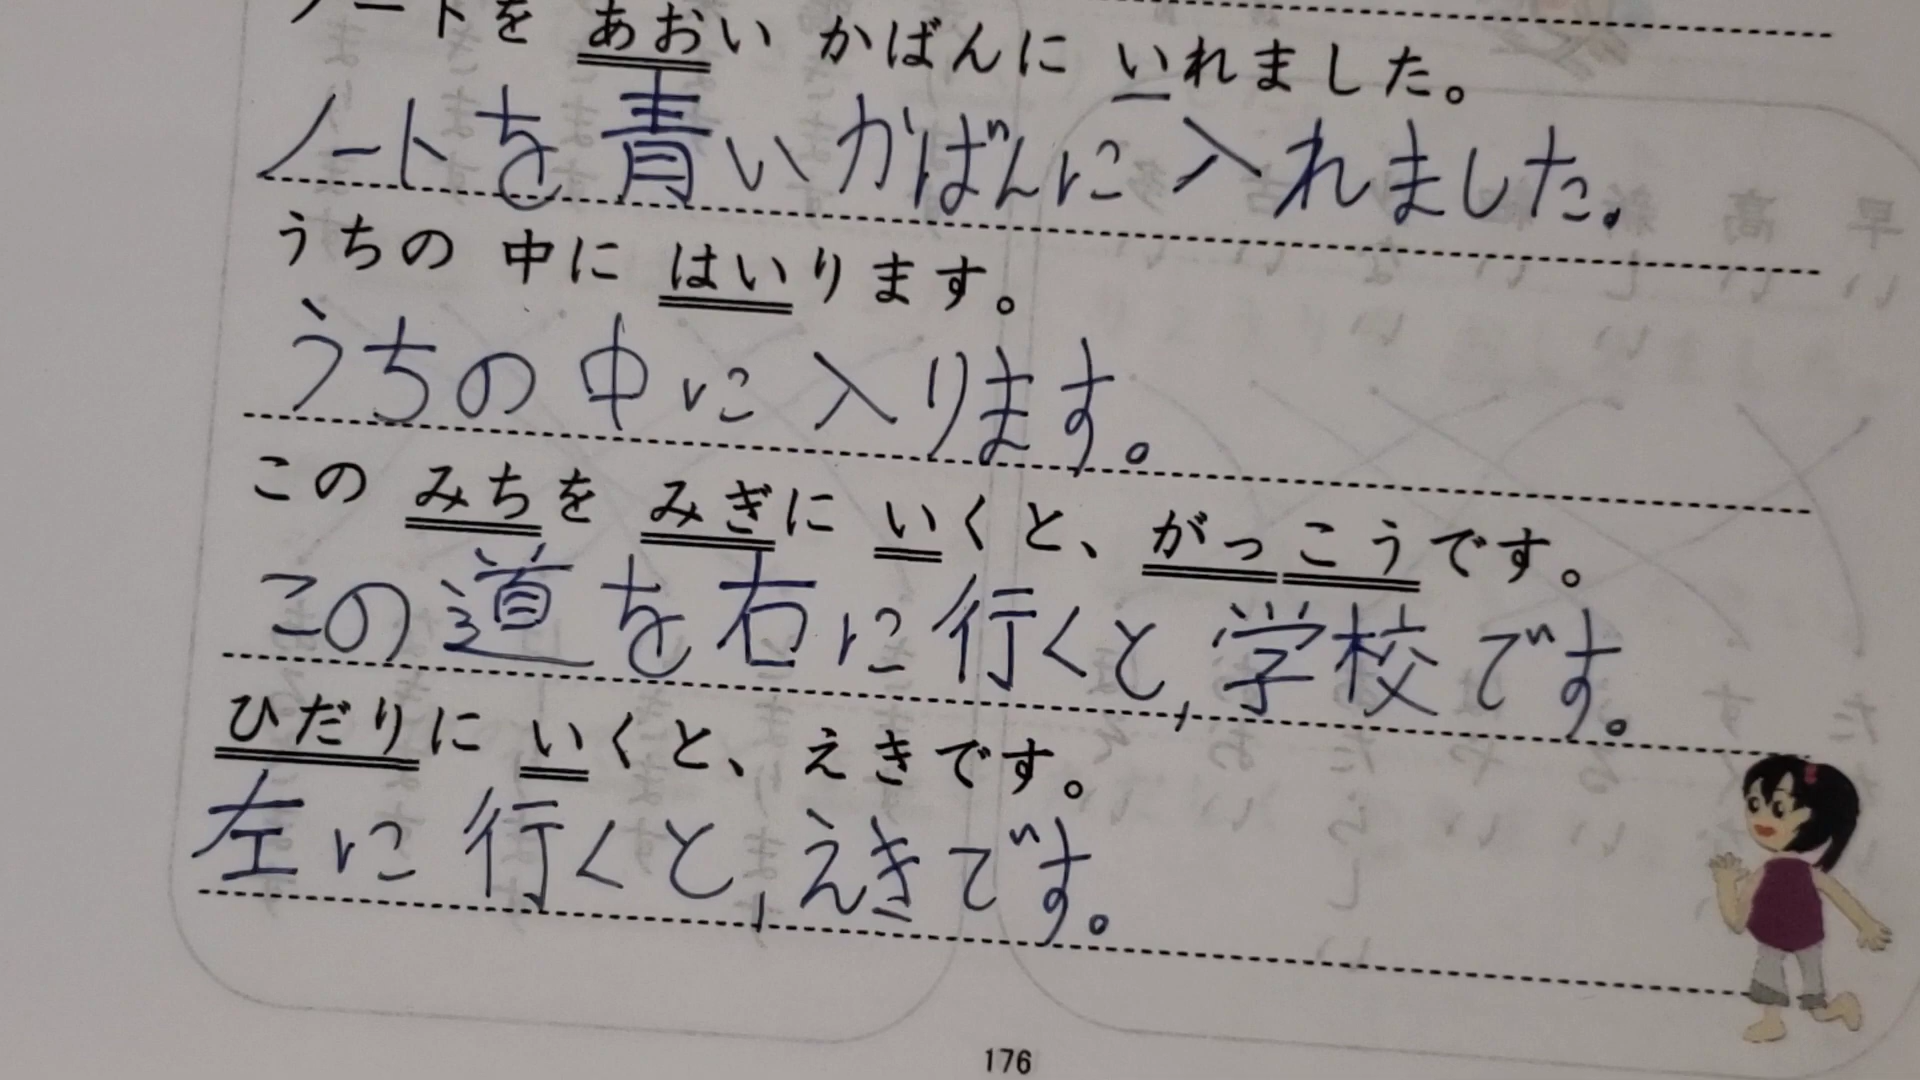 ノートを あおい かばんに いれました。
ノートを青いかばんに入れました。
うちの 中に はいります。
うちの中に入ります。
この みちを みぎに いくと、がっこうです。
この道を右に行くと,学校です。
ひだりに いくと、えきです。
左に行くと,えきです。
176